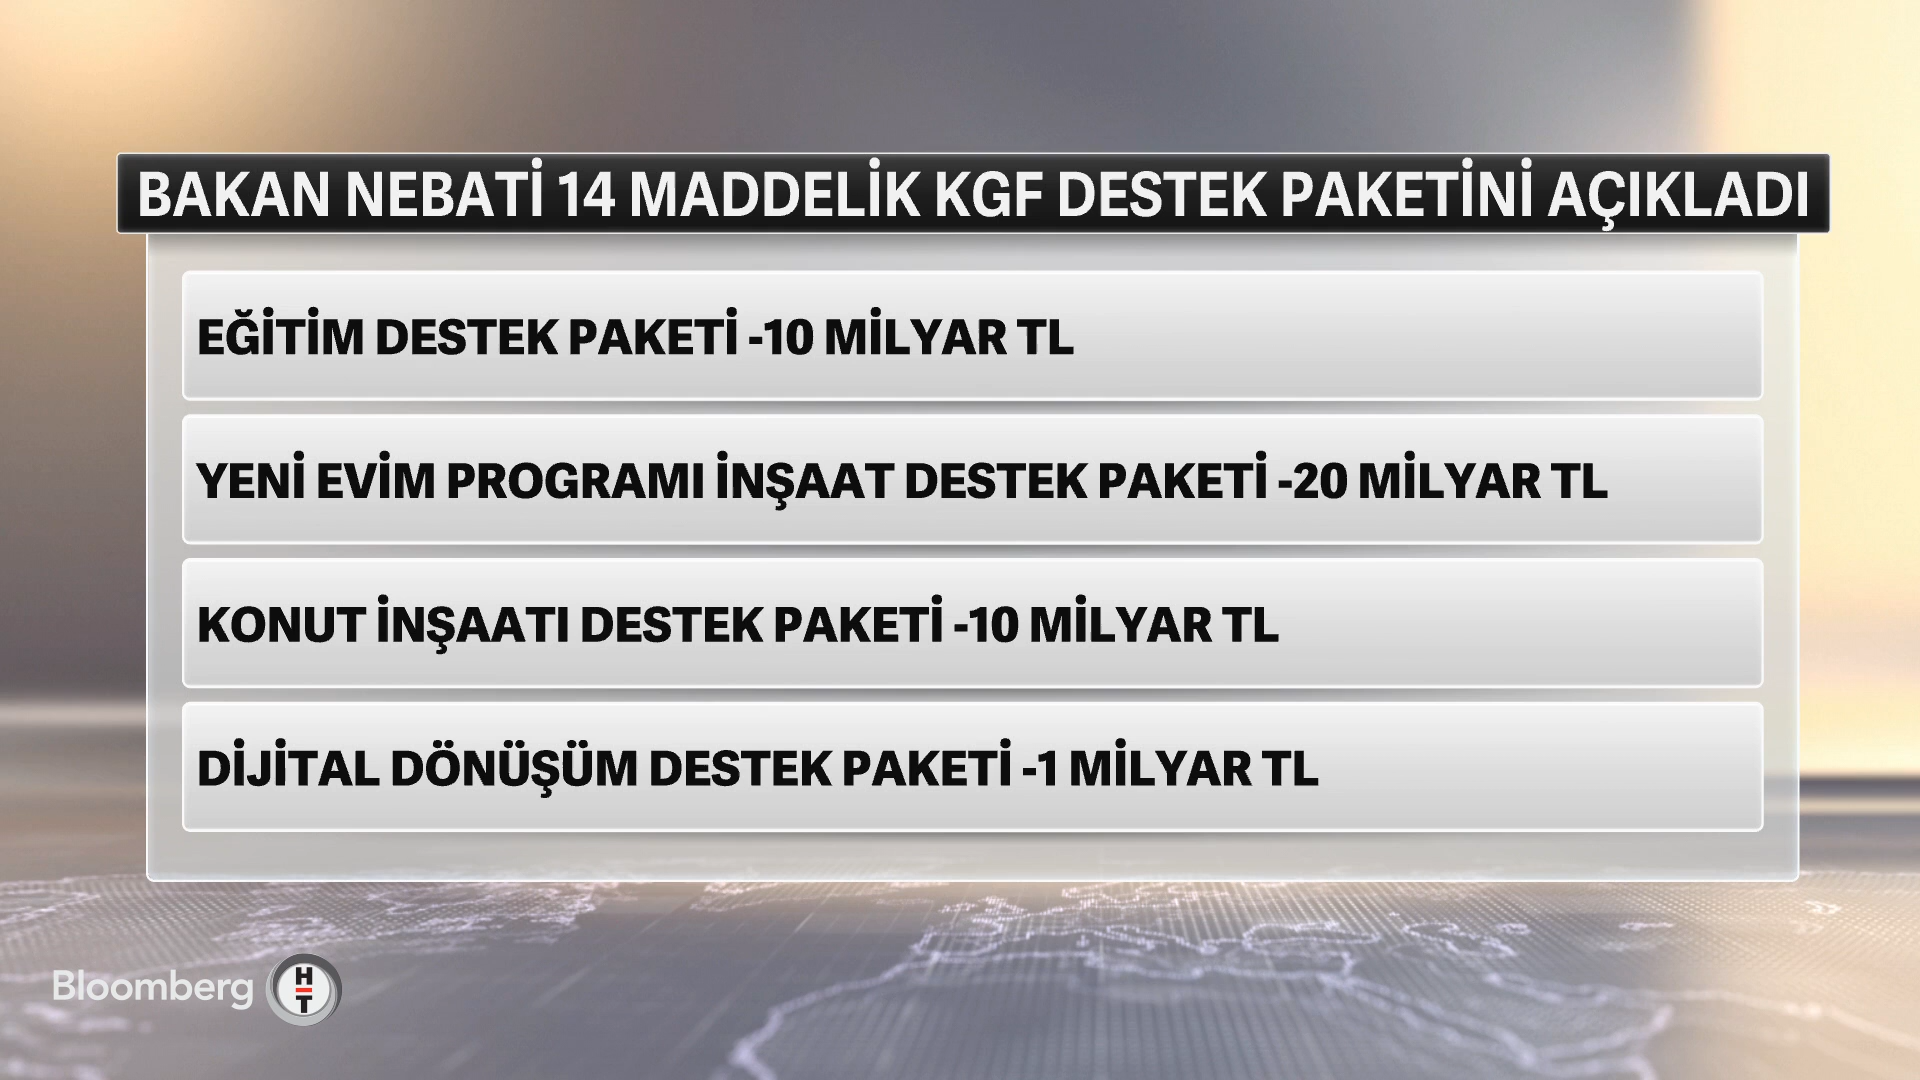 BAKAN NEBATİ 14 MADDELİK KGF DESTEK PAKETİNİ AÇIKLADI
EĞİTİM DESTEK PAKETİ -10 MİLYAR TL
YENİ EVİM PROGRAMI İNŞAAT DESTEK PAKETİ -20 MİLYAR TL
KONUT İNŞAATI DESTEK PAKETİ -10 MİLYAR TL
DİJİTAL DÖNÜŞÜM DESTEK PAKETİ -1 MİLYAR TL
Bloomberg HT